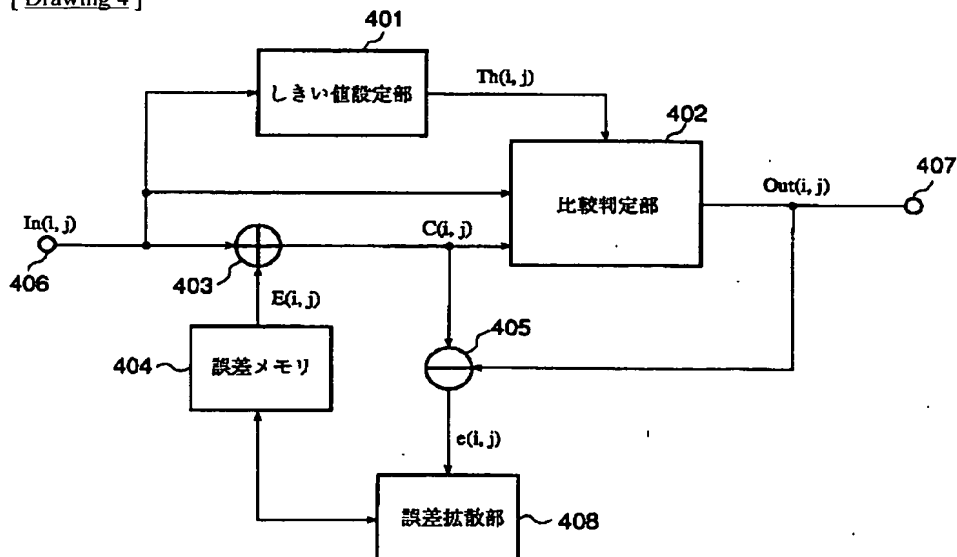 [ Drawing 4 ]
401
しきい値設定部
Th(i, j)
402
比較判定部
Out(i, j)
407
In(i, j)
406
403
C(i, j)
E(i, j)
404
誤差メモリ
405
e(i, j)
誤差拡散部
408